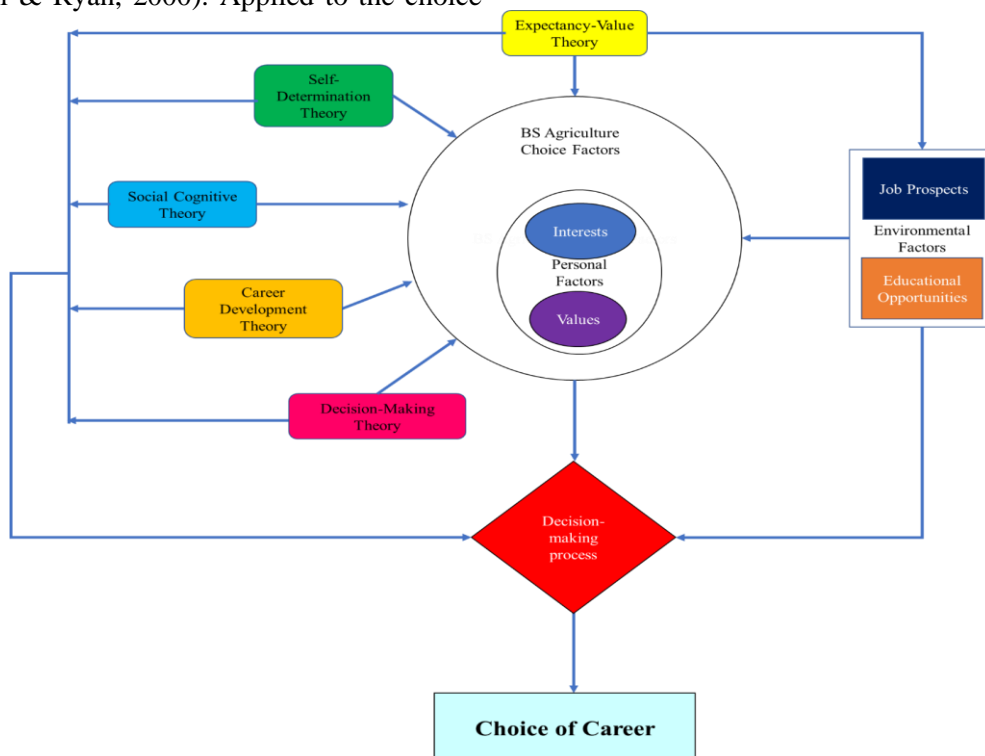 & Ryan, 2000). Applied to the choice
Expectancy-Value
Theory
Self-
Determination
Theory
BS Agriculture
Choice Factors
Job Prospects
Social Cognitive
Theory
Interests
Environmental
Factors
Personal
Factors
Educational
Opportunities
Career
Development
Theory
Values
Decision-Making
Theory
Decision-
making
process
Choice of Career